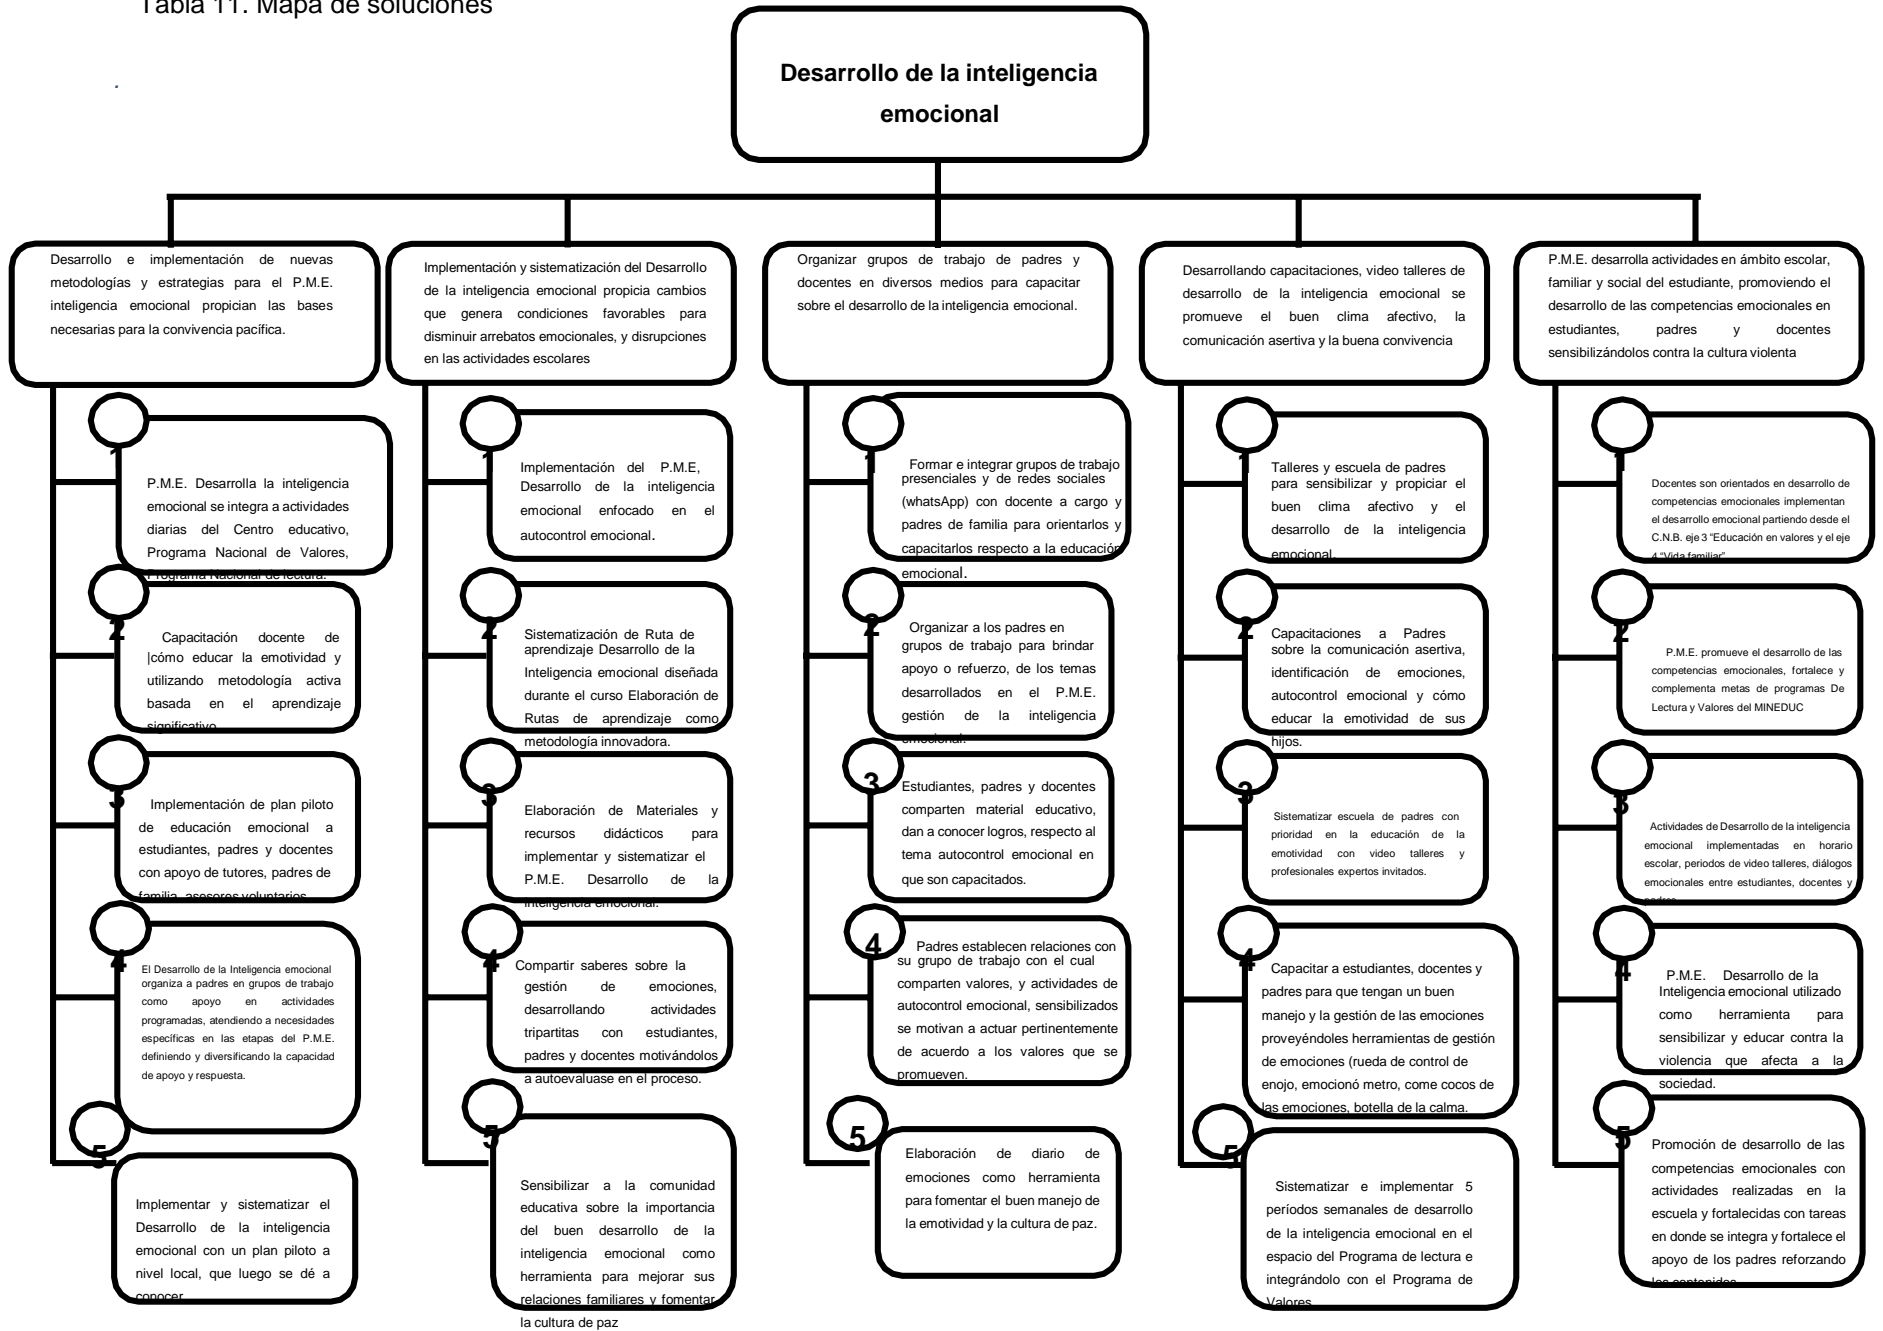 Tabla 11. Mapa de soluciones
.
Desarrollo de la inteligencia
emocional
Desarrollo e implementación de nuevas
metodologías y estrategias para el P.M.E.
inteligencia emocional propician las bases
necesarias para la convivencia pacífica.
1
P.M.E. Desarrolla la inteligencia
emocional se integra a actividades
diarias del Centro educativo,
Programa Nacional de Valores,
Programa Nacional de lectura.
2
Capacitación docente de
|cómo educar la emotividad y
utilizando metodología activa
basada en el aprendizaje
significativo
3
Implementación de plan piloto
de educación emocional a
estudiantes, padres y docentes
con apoyo de tutores, padres de
familia, asesores voluntarios
4
El Desarrollo de la Inteligencia emocional
organiza a padres en grupos de trabajo
como apoyo en actividades
programadas, atendiendo a necesidades
específicas en las etapas del P.M.E.
definiendo y diversificando la capacidad
de apoyo y respuesta.
5
Implementar y sistematizar el
Desarrollo de la inteligencia
emocional con un plan piloto a
nivel local, que luego se dé a
conocer
Implementación y sistematización del Desarrollo
de la inteligencia emocional propicia cambios
que genera condiciones favorables para
disminuir arrebatos emocionales, y disrupciones
en las actividades escolares
1
Implementación del P.M.E,
Desarrollo de la inteligencia
emocional enfocado en el
autocontrol emocional.
2
Sistematización de Ruta de
aprendizaje Desarrollo de la
Inteligencia emocional diseñada
durante el curso Elaboración de
Rutas de aprendizaje como
metodología innovadora.
3
Elaboración de Materiales y
recursos didácticos para
implementar y sistematizar el
P.M.E. Desarrollo de la
inteligencia emocional.
4
Compartir saberes sobre la
gestión de emociones,
desarrollando actividades
tripartitas con estudiantes,
padres y docentes motivándolos
a autoevaluase en el proceso.
5
Sensibilizar a la comunidad
educativa sobre la importancia
del buen desarrollo de la
inteligencia emocional como
herramienta para mejorar sus
relaciones familiares y fomentar
la cultura de paz
Organizar grupos de trabajo de padres y
docentes en diversos medios para capacitar
sobre el desarrollo de la inteligencia emocional.
1
Formar e integrar grupos de trabajo
presenciales y de redes sociales
(whatsApp) con docente a cargo y
padres de familia para orientarlos y
capacitarlos respecto a la educación
emocional.
2
Organizar a los padres en
grupos de trabajo para brindar
apoyo o refuerzo, de los temas
desarrollados en el P.M.E.
gestión de la inteligencia
emocional.
3
Estudiantes, padres y docentes
comparten material educativo,
dan a conocer logros, respecto al
tema autocontrol emocional en
que son capacitados.
4
Padres establecen relaciones con
su grupo de trabajo con el cual
comparten valores, y actividades de
autocontrol emocional, sensibilizados
se motivan a actuar pertinentemente
de acuerdo a los valores que se
promueven.
5
Elaboración de diario de
emociones como herramienta
para fomentar el buen manejo de
la emotividad y la cultura de paz.
Desarrollando capacitaciones, video talleres de
desarrollo de la inteligencia emocional se
promueve el buen clima afectivo, la
comunicación asertiva y la buena convivencia
1
Talleres y escuela de padres
para sensibilizar y propiciar el
buen clima afectivo y el
desarrollo de la inteligencia
emocional.
2
Capacitaciones a Padres
sobre la comunicación asertiva,
identificación de emociones,
autocontrol emocional y cómo
educar la emotividad de sus
hijos.
3
Sistematizar escuela de padres con
prioridad en la educación de la
emotividad con video talleres y
profesionales expertos invitados.
4
Capacitar a estudiantes, docentes y
padres para que tengan un buen
manejo y la gestión de las emociones
proveyéndoles herramientas de gestión
de emociones (rueda de control de
enojo, emocionó metro, come cocos de
las emociones, botella de la calma.
5
Sistematizar e implementar 5
períodos semanales de desarrollo
de la inteligencia emocional en el
espacio del Programa de lectura e
integrándolo con el Programa de
Valores
P.M.E. desarrolla actividades en ámbito escolar,
familiar y social del estudiante, promoviendo el
desarrollo de las competencias emocionales en
estudiantes, padres y docentes
sensibilizándolos contra la cultura violenta
1
Docentes son orientados en desarrollo de
competencias emocionales implementan
el desarrollo emocional partiendo desde el
C.N.B. eje 3 “Educación en valores y el eje
4 “Vida familiar”
2
P.M.E. promueve el desarrollo de las
competencias emocionales, fortalece y
complementa metas de programas De
Lectura y Valores del MINEDUC
3
Actividades de Desarrollo de la inteligencia
emocional implementadas en horario
escolar, periodos de video talleres, diálogos
emocionales entre estudiantes, docentes y
padres
4
P.M.E. Desarrollo de la
Inteligencia emocional utilizado
como herramienta para
sensibilizar y educar contra la
violencia que afecta a la
sociedad.
5
Promoción de desarrollo de las
competencias emocionales con
actividades realizadas en la
escuela y fortalecidas con tareas
en donde se integra y fortalece el
apoyo de los padres reforzando
los contenidos